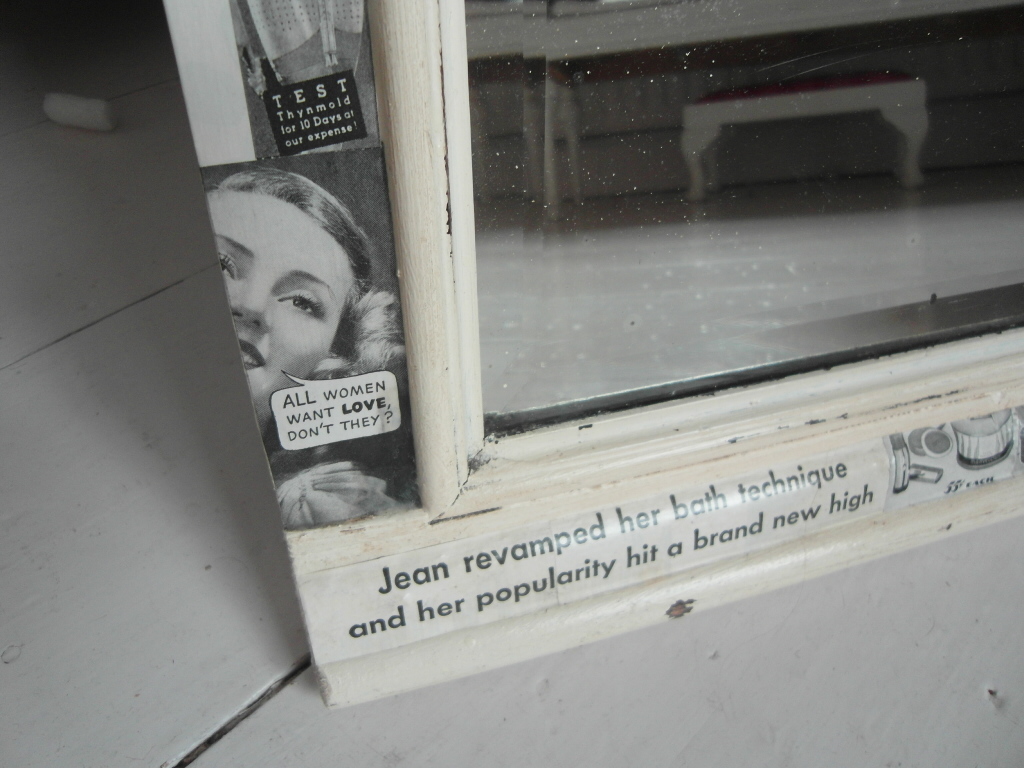 TEST
Thynmold
for 10 Days at
our expense!
ALL WOMEN
WANT LOVE,
DON'T THEY?
Jean revamped her bath technique
and her popularity hit a brand new high